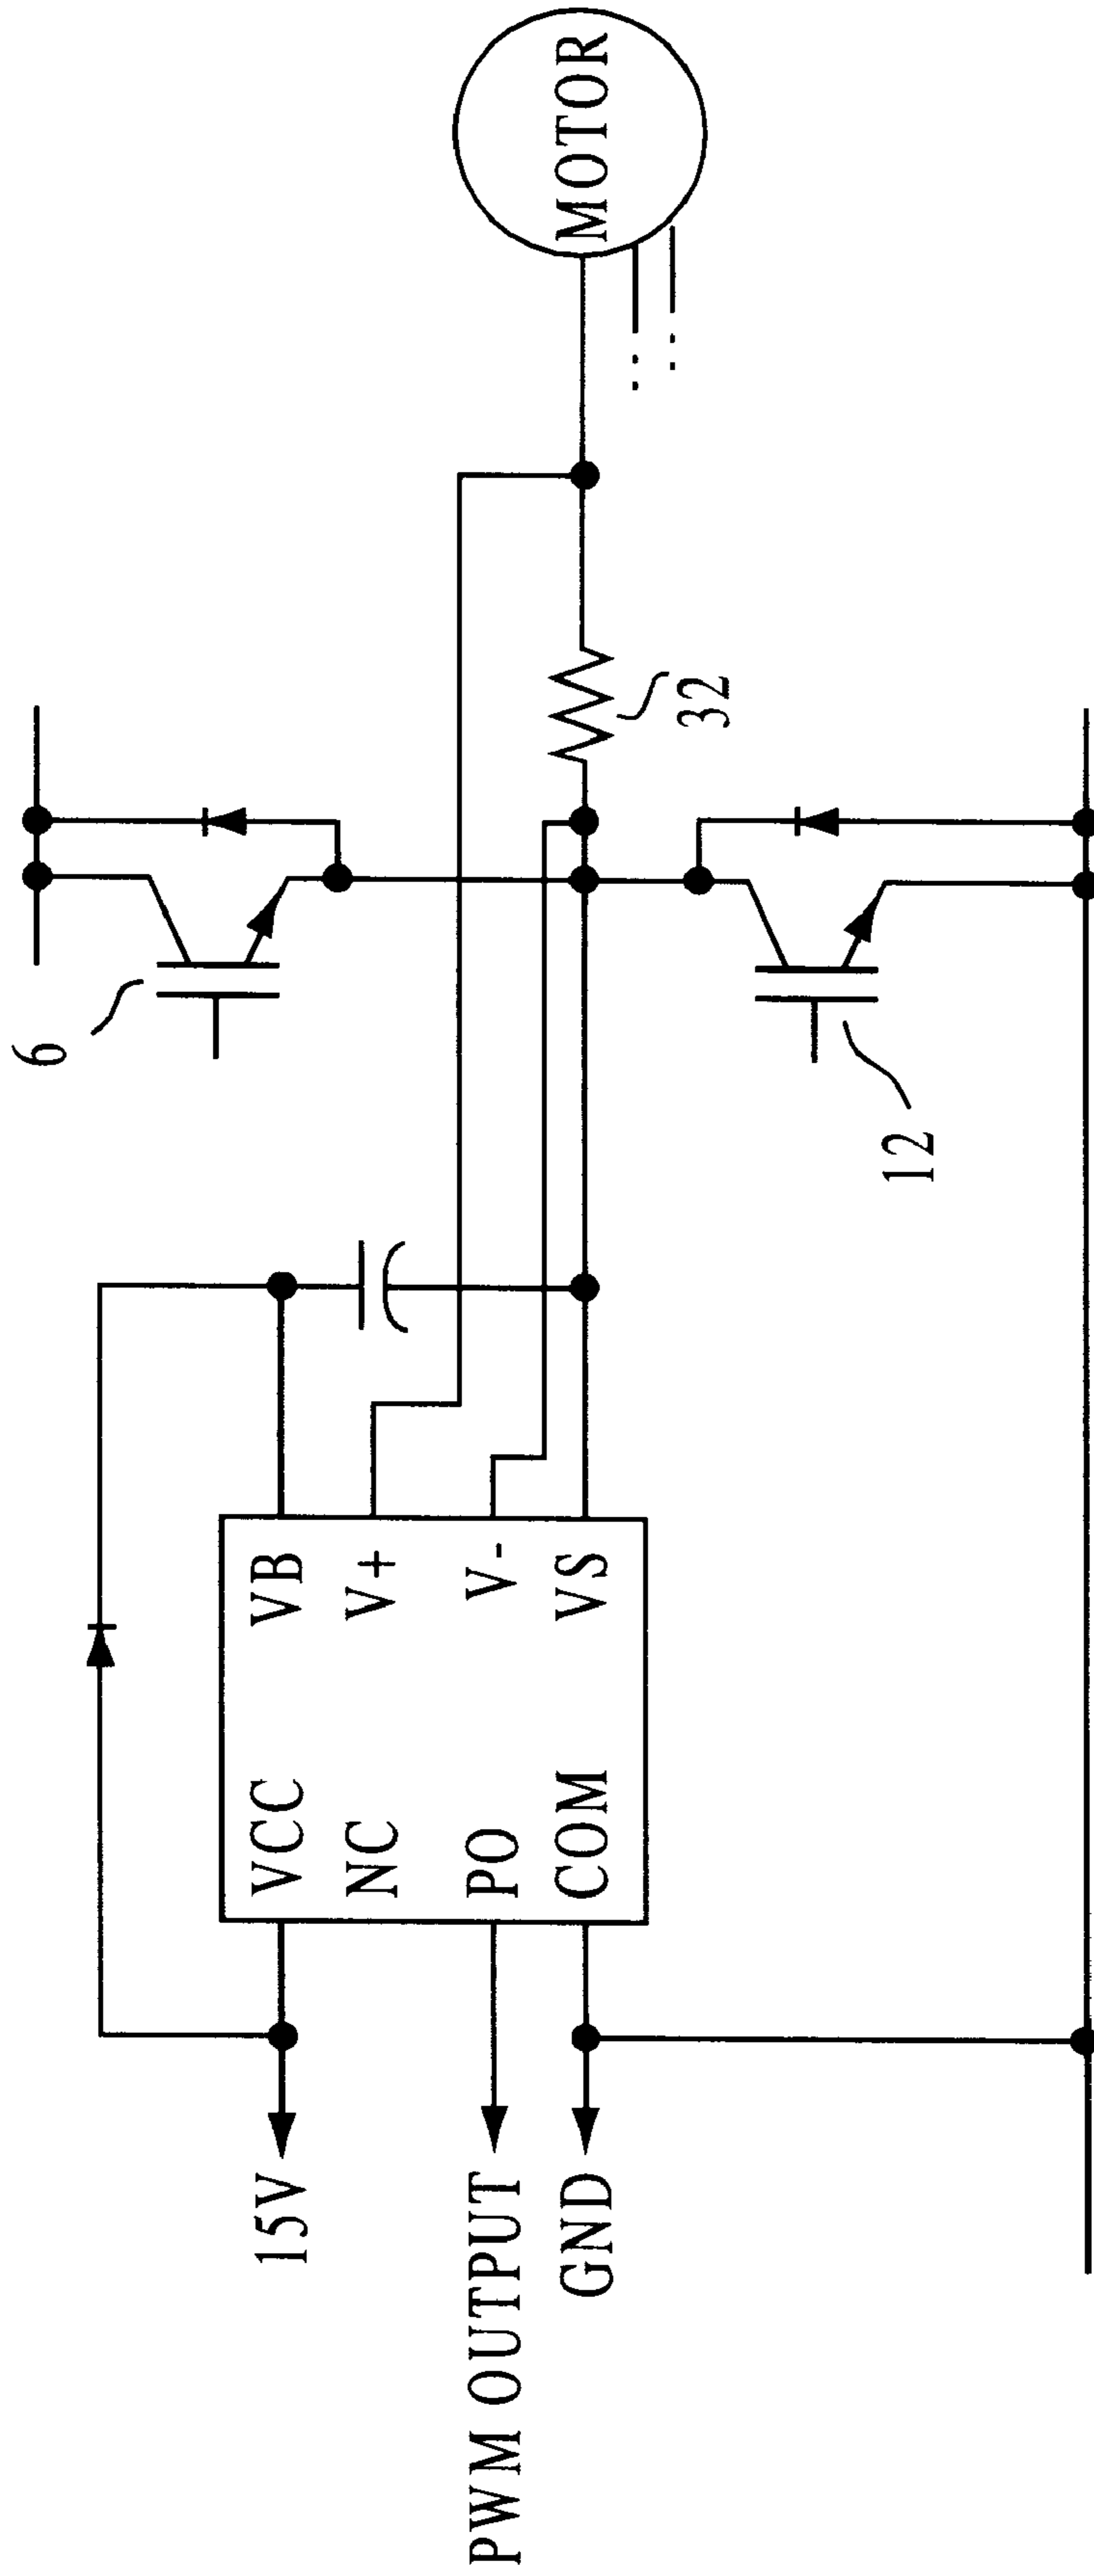 15V
PWM OUTPUT
GND
VCC
NC
PO
COM
VB
V+
V-
VS
6
12
32
MOTOR